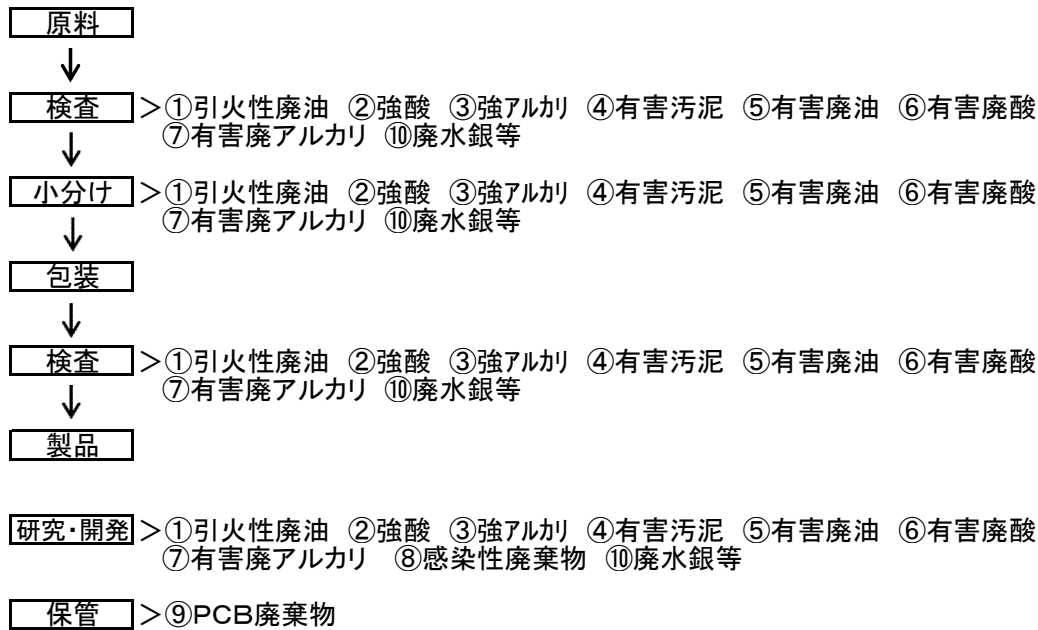 原料
↓
検査 ＞①引火性廃油 ②強酸 ③強ｱﾙｶﾘ ④有害汚泥 ⑤有害廃油 ⑥有害廃酸
⑦有害廃アルカリ ⑩廃水銀等
↓
小分け ＞①引火性廃油 ②強酸 ③強ｱﾙｶﾘ ④有害汚泥 ⑤有害廃油 ⑥有害廃酸
⑦有害廃アルカリ ⑩廃水銀等
↓
包装
↓
検査 ＞①引火性廃油 ②強酸 ③強ｱﾙｶﾘ ④有害汚泥 ⑤有害廃油 ⑥有害廃酸
⑦有害廃アルカリ ⑩廃水銀等
↓
製品
研究・開発 ＞①引火性廃油 ②強酸 ③強ｱﾙｶﾘ ④有害汚泥 ⑤有害廃油 ⑥有害廃酸
⑦有害廃アルカリ ⑧感染性廃棄物 ⑩廃水銀等
保管 ＞⑨ＰＣＢ廃棄物